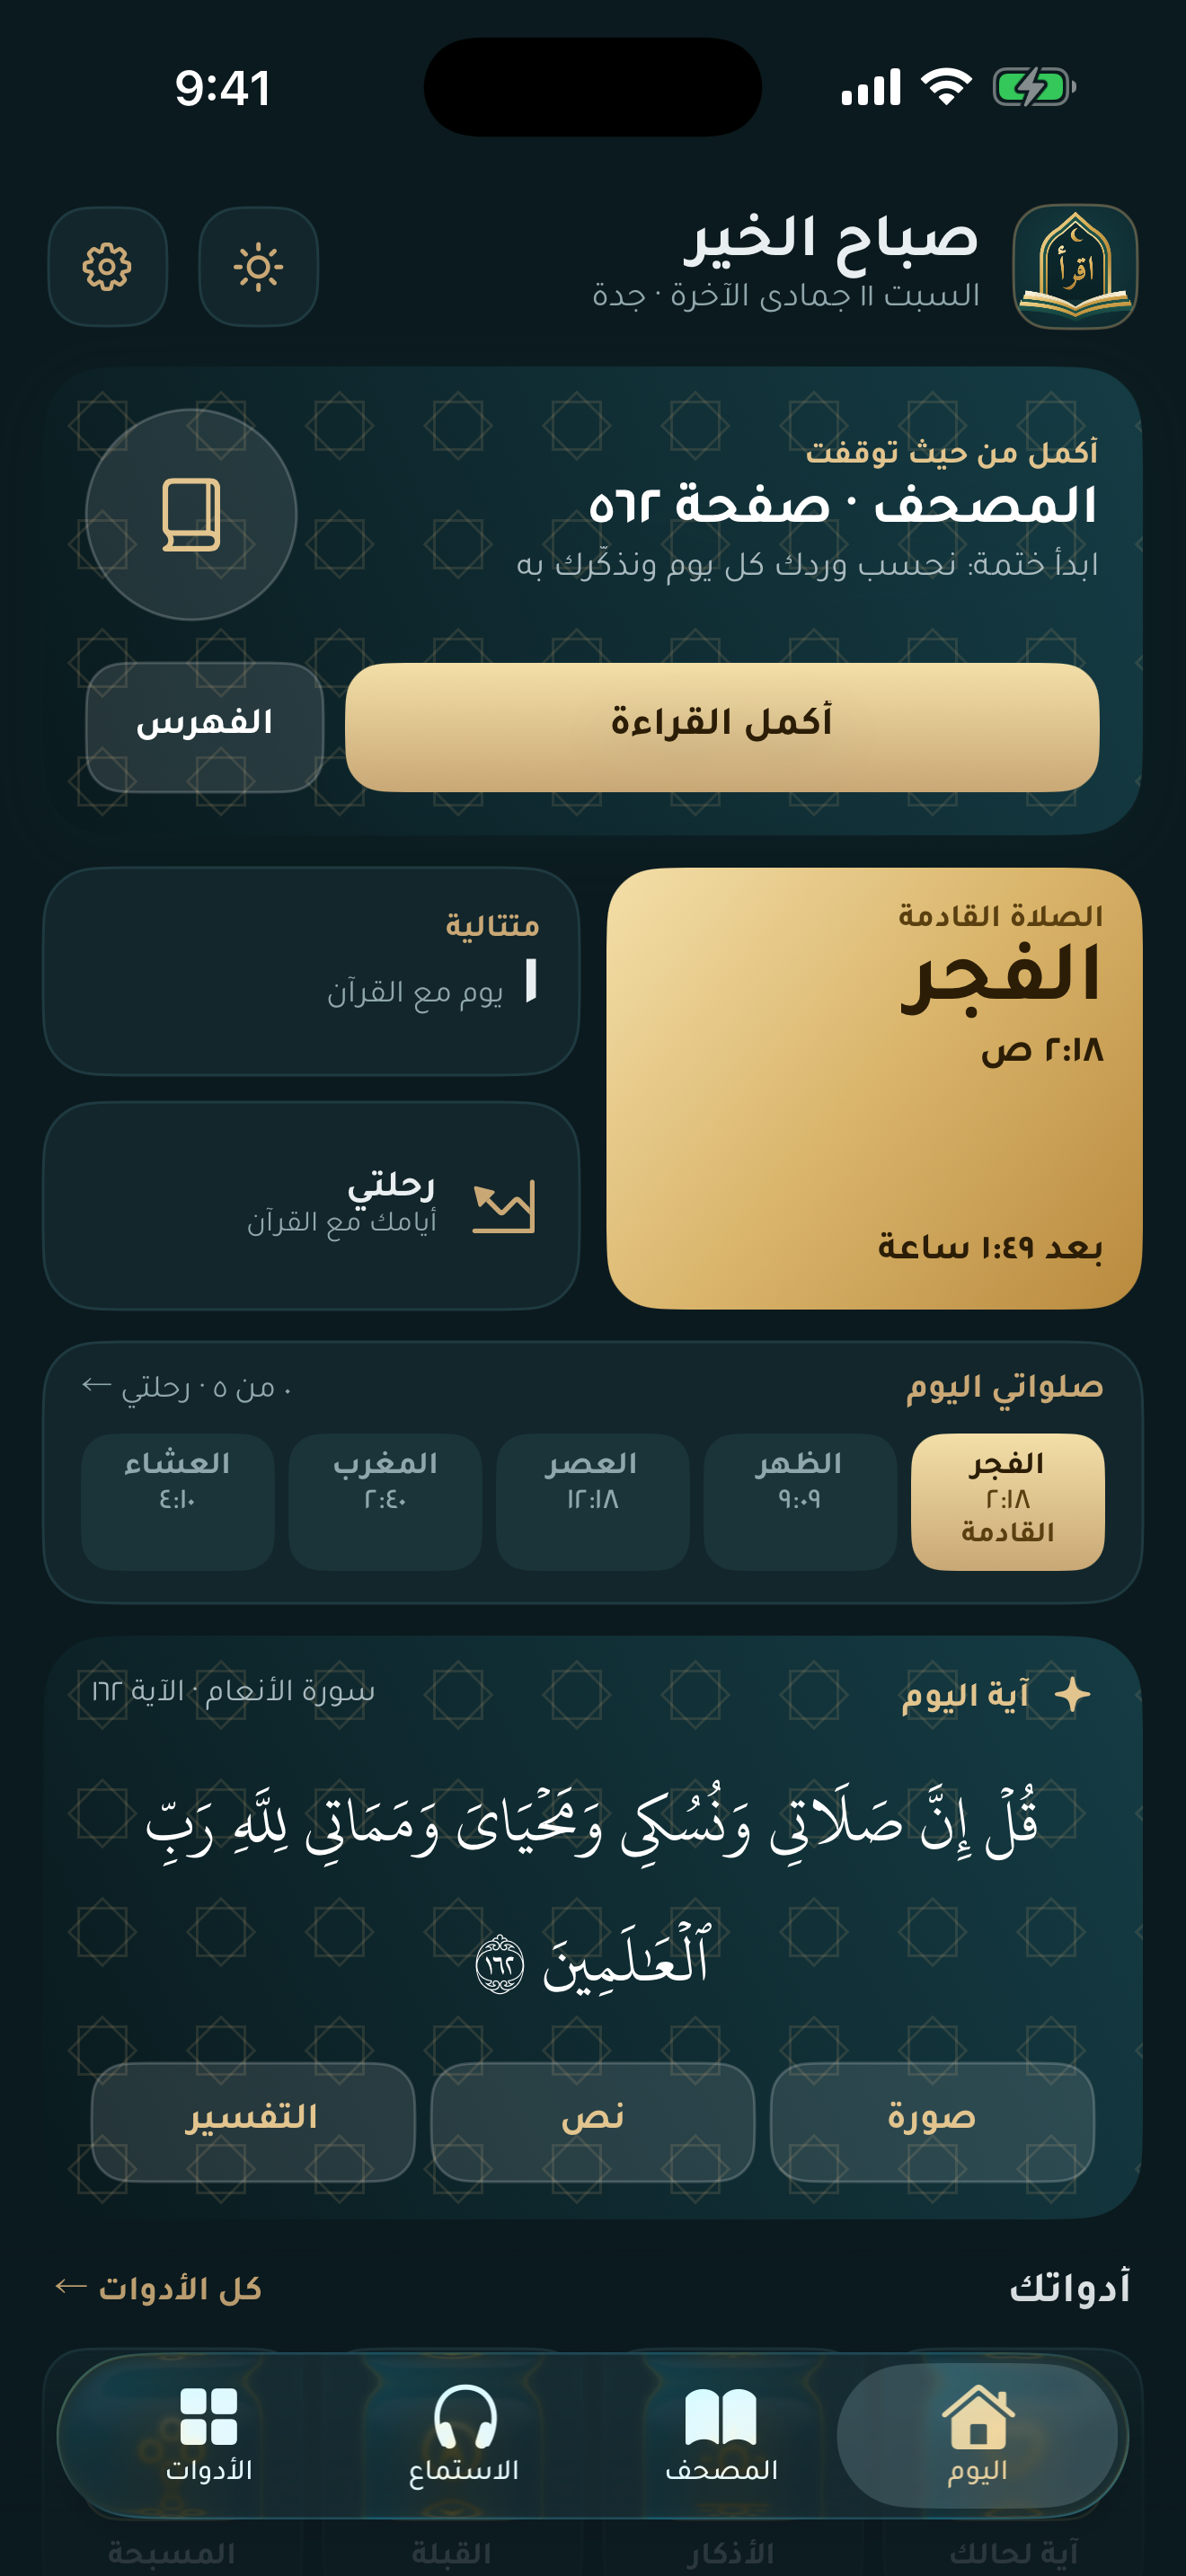 9:41
صباح الخير
السبت ١١ جمادى الآخرة · جدة
اقرأ
أكمل من حيث توقفت
المصحف · صفحة ٥٦٢
ابدأ ختمة: نحسب وردك كل يوم ونذكّرك به
أكمل القراءة
الفهرس
الصلاة القادمة
الفجر
٢:١٨ ص
بعد ١:٤٩ ساعة
متتالية
١ يوم مع القرآن
رحلتي
أيامك مع القرآن
صلواتي اليوم
٠ من ٥ · رحلتي ←
الفجر
٢:١٨
القادمة
الظهر
٩:٠٩
العصر
١٢:١٨
المغرب
٢:٤٠
العشاء
٤:١٠
آية اليوم
سورة الأنعام · الآية ١٦٢
قُلۡ إِنَّ صَلَاتِي وَنُسُكِي وَمَحۡيَايَ وَمَمَاتِي لِلَّهِ رَبِّ
ٱلۡعَٰلَمِينَ ١٦٢
صورة
نص
التفسير
أدواتك
كل الأدوات ←
اليوم
المصحف
الاستماع
الأدوات
آية لحالك
الأذكار
القبلة
المسبحة